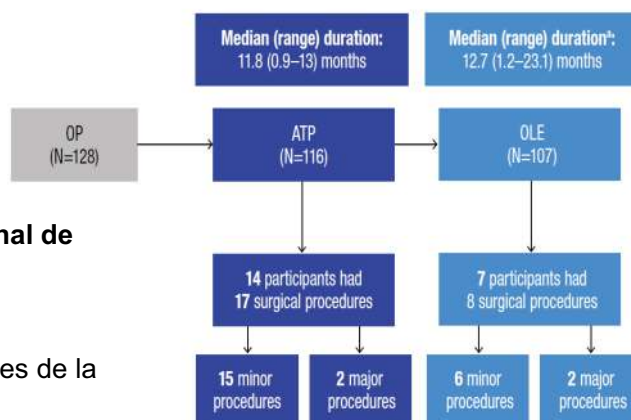 Median (range) duration:
11.8 (0.9–13) months
Median (range) durationᵃ:
12.7 (1.2–23.1) months
OP
(N=128)
ATP
(N=116)
OLE
(N=107)
nal de
14 participants had
17 surgical procedures
7 participants had
8 surgical procedures
es de la
15 minor
procedures
2 major
procedures
6 minor
procedures
2 major
procedures